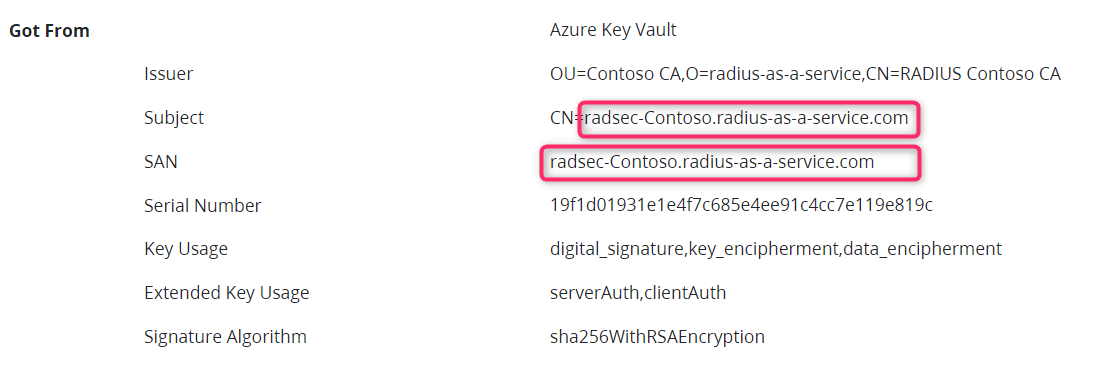 Got From Azure Key Vault
Issuer OU=Contoso CA,O=radius-as-a-service,CN=RADIUS Contoso CA
Subject CN=radsec-Contoso.radius-as-a-service.com
SAN radsec-Contoso.radius-as-a-service.com
Serial Number 19f1d01931e1e4f7c685e4ee91c4cc7e119e819c
Key Usage digital_signature,key_encipherment,data_encipherment
Extended Key Usage serverAuth,clientAuth
Signature Algorithm sha256WithRSAEncryption